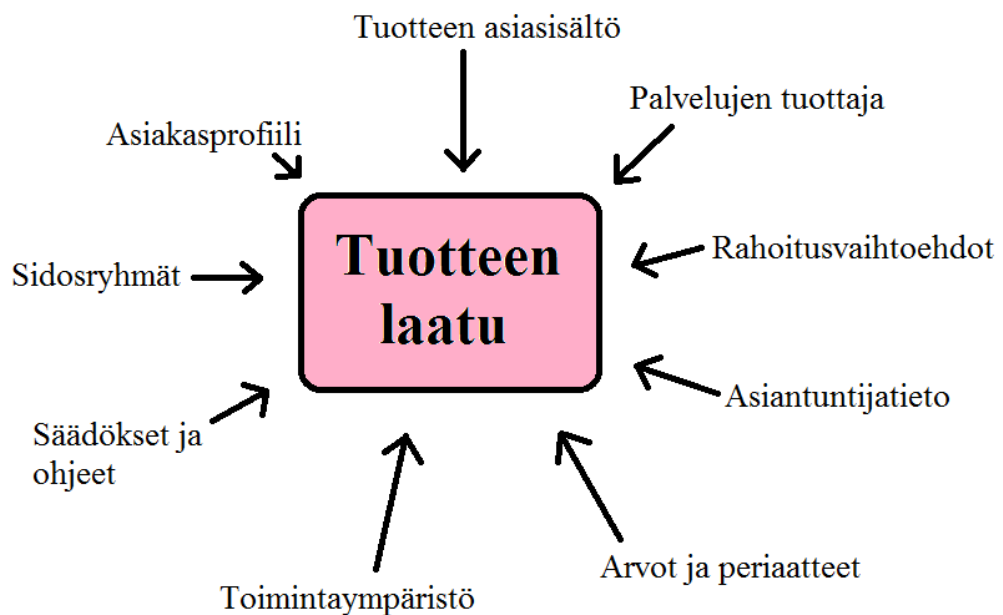 Tuotteen asiasisältö
Palvelujen tuottaja
Asiakasprofiili
Tuotteen
laatu
Rahoitusvaihtoehdot
Sidosryhmät
Asiantuntijatieto
Säädökset ja
ohjeet
Arvot ja periaatteet
Toimintaympäristö